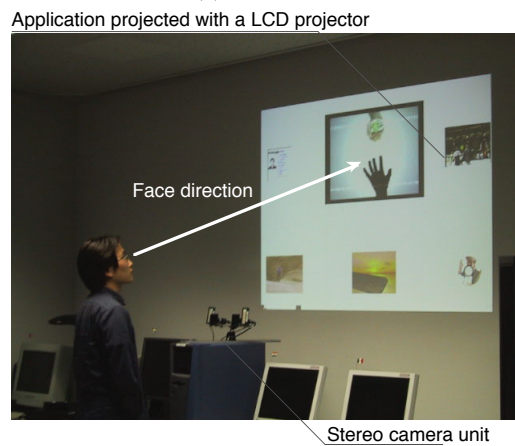 Application projected with a LCD projector
Face direction
Stereo camera unit